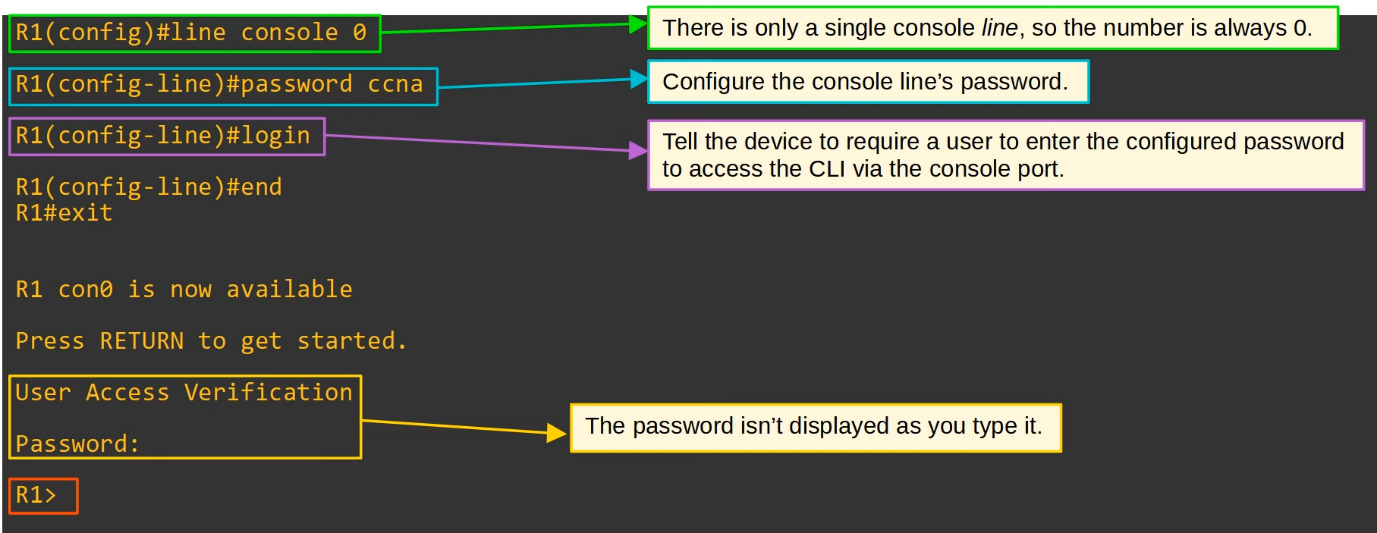 R1(config)#line console 0
There is only a single console line, so the number is always 0.
R1(config-line)#password ccna
Configure the console line’s password.
R1(config-line)#login
Tell the device to require a user to enter the configured password
to access the CLI via the console port.
R1(config-line)#end
R1#exit
R1 con0 is now available
Press RETURN to get started.
User Access Verification
Password:
The password isn’t displayed as you type it.
R1>